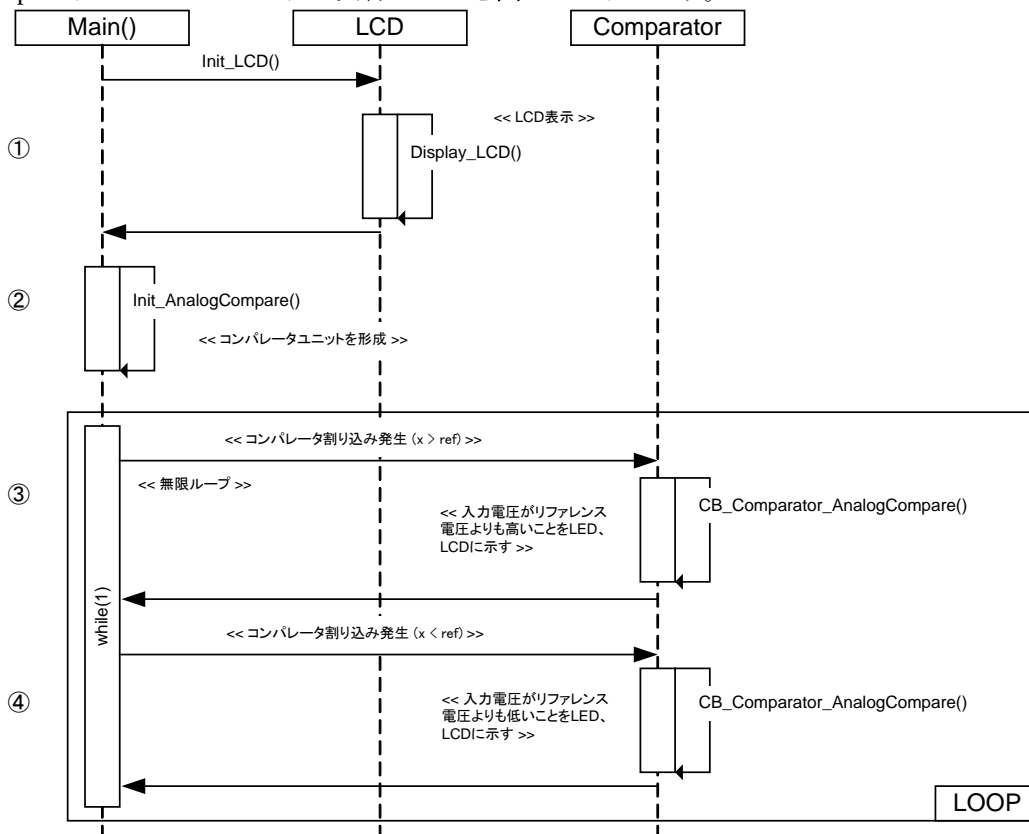 Main()
LCD
Comparator
Init_LCD()
<< LCD表示 >>
①
Display_LCD()
②
Init_AnalogCompare()
<< コンパレータユニットを形成 >>
<< コンパレータ割り込み発生 (x > ref) >>
③
<< 無限ループ >>
<< 入力電圧がリファレンス
電圧よりも高いことをLED、
LCDに示す >>
CB_Comparator_AnalogCompare()
while(1)
<< コンパレータ割り込み発生 (x < ref) >>
④
<< 入力電圧がリファレンス
電圧よりも低いことをLED、
LCDに示す >>
CB_Comparator_AnalogCompare()
LOOP